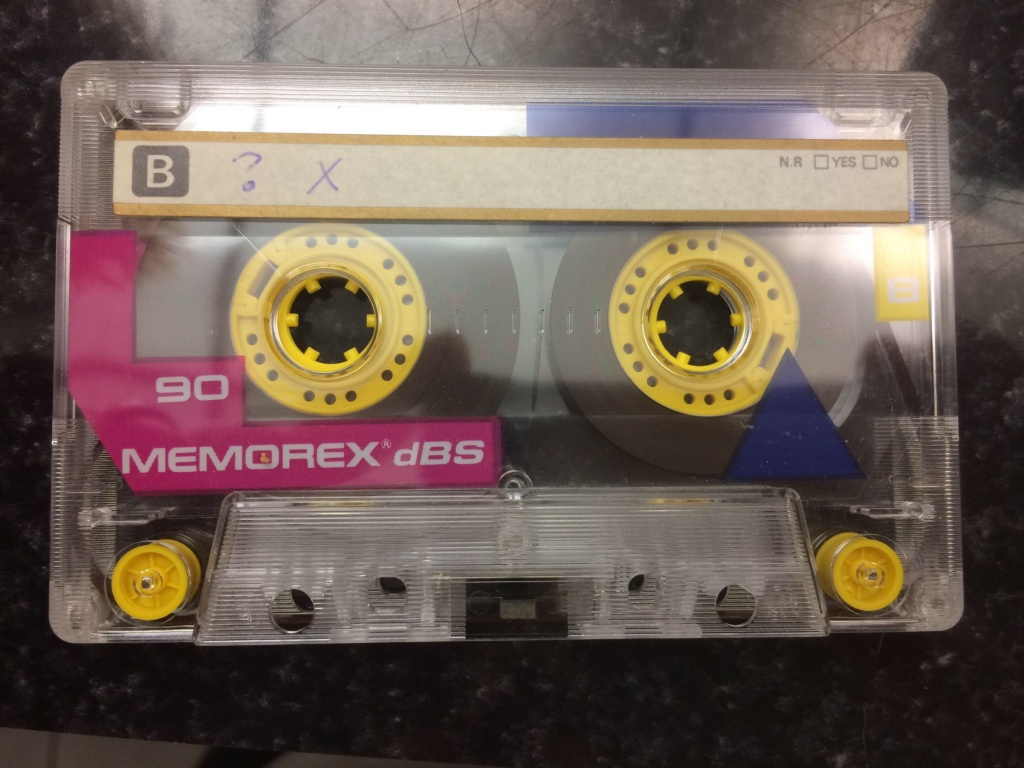 B ? X N.R YES NO
B
90
MEMOREX® dBS